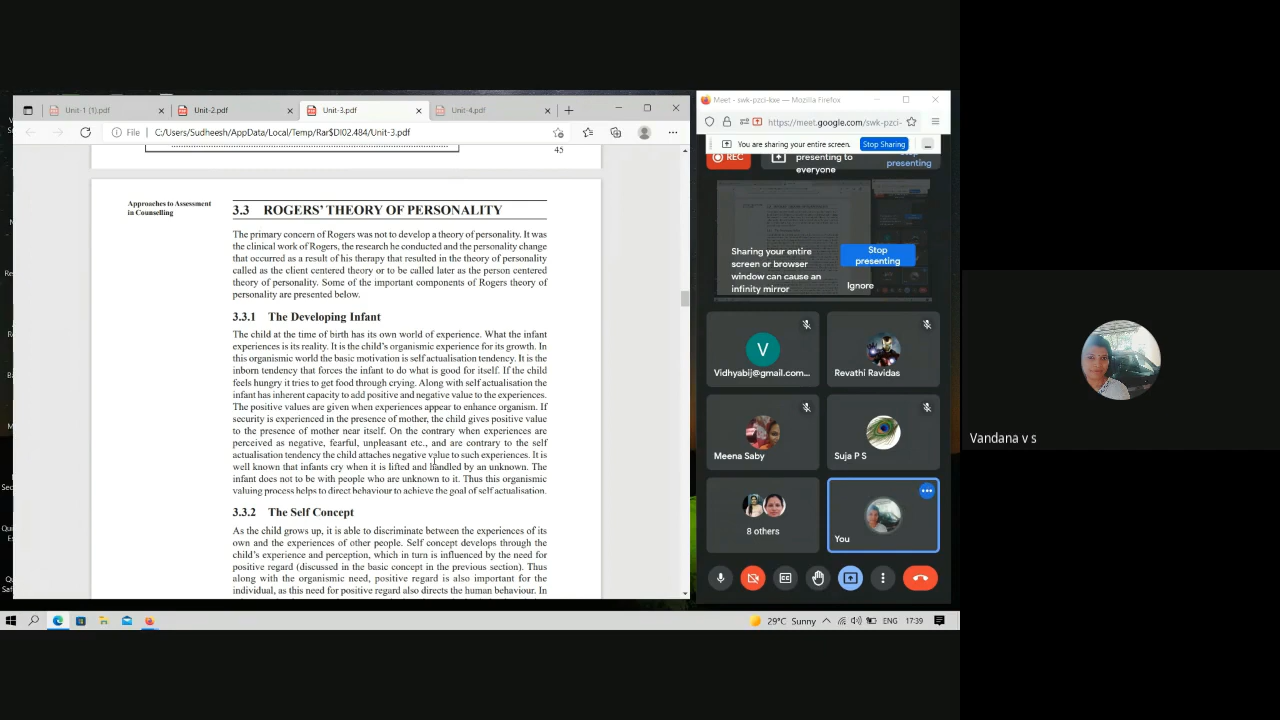 Unit-1 (1).pdf
Unit-2.pdf
Unit-3.pdf
Unit-4.pdf
File
C:/Users/Sudheesh/AppData/Local/Temp/Rar$DI02.484/Unit-3.pdf
45
Approaches to Assessment
in Counselling
3.3 ROGERS' THEORY OF PERSONALITY
The primary concern of Rogers was not to develop a theory of personality. It was
the clinical work of Rogers, the research he conducted and the personality change
that occurred as a result of his therapy that resulted in the theory of personality
called as the client centered theory or to be called later as the person centered
theory of personality. Some of the important components of Rogers theory of
personality are presented below.
3.3.1 The Developing Infant
The child at the time of birth has its own world of experience. What the infant
experiences is its reality. It is the child's organismic experience for its growth. In
this organismic world the basic motivation is self actualisation tendency. It is the
inborn tendency that forces the infant to do what is good for itself. If the child
feels hungry it tries to get food through crying. Along with self actualisation the
infant has inherent capacity to add positive and negative value to the experiences.
The positive values are given when experiences appear to enhance organism. If
security is experienced in the presence of mother, the child gives positive value
to the presence of mother near itself. On the contrary when experiences are
perceived as negative, fearful, unpleasant etc., and are contrary to the self
actualisation tendency the child attaches negative value to such experiences. It is
well known that infants cry when it is lifted and handled by an unknown. The
infant does not to be with people who are unknown to it. Thus this organismic
valuing process helps to direct behaviour to achieve the goal of self actualisation.
3.3.2 The Self Concept
As the child grows up, it is able to discriminate between the experiences of its
own and the experiences of other people. Self concept develops through the
child's experience and perception, which in turn is influenced by the need for
positive regard (discussed in the basic concept in the previous section). Thus
along with the organismic need, positive regard is also important for the
individual, as this need for positive regard also directs the human behaviour. In
Meet - swk-pzci-kxe — Mozilla Firefox
https://meet.google.com/swk-pzci-
You are sharing your entire screen.
Stop Sharing
REC
presenting to
everyone
Stop
presenting
Sharing your entire
screen or browser
window can cause an
infinity mirror
Stop
presenting
Ignore
V
Vidhyabij@gmail.com...
Revathi Ravidas
Meena Saby
Suja P S
8 others
You
29°C Sunny
ENG
17:39
Vandana v s